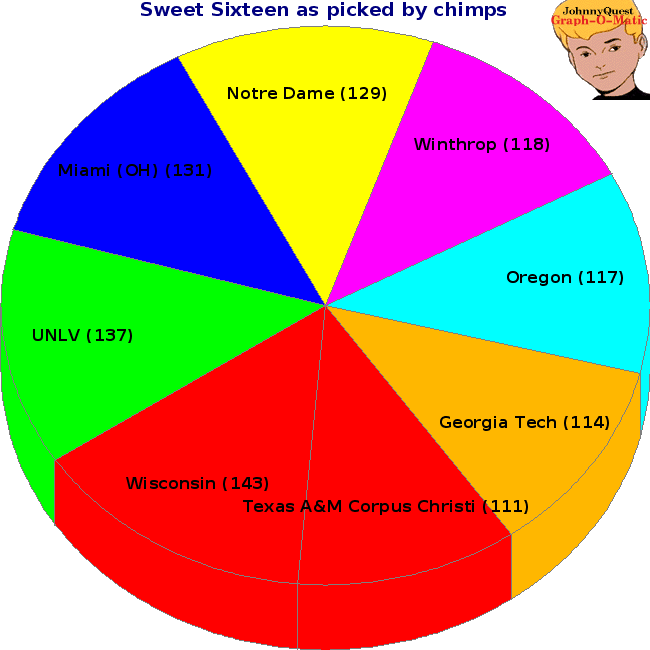 Sweet Sixteen as picked by chimps
JohnnyQuest
Graph-O-Matic
Notre Dame (129)
Winthrop (118)
Miami (OH) (131)
Oregon (117)
UNLV (137)
Georgia Tech (114)
Wisconsin (143)
Texas A&M Corpus Christi (111)